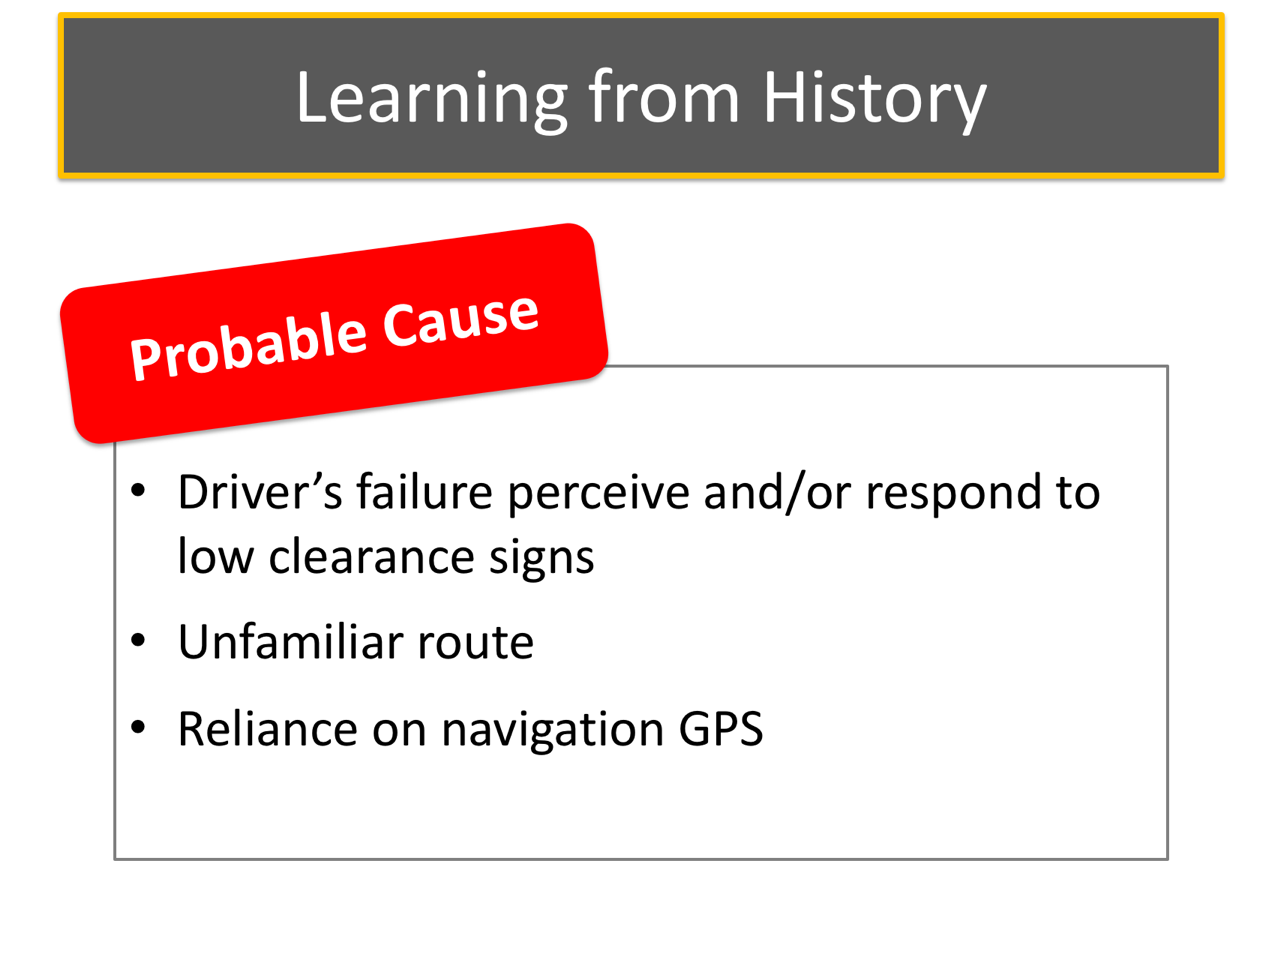 Learning from History
Probable Cause
• Driver’s failure perceive and/or respond to
low clearance signs
• Unfamiliar route
• Reliance on navigation GPS